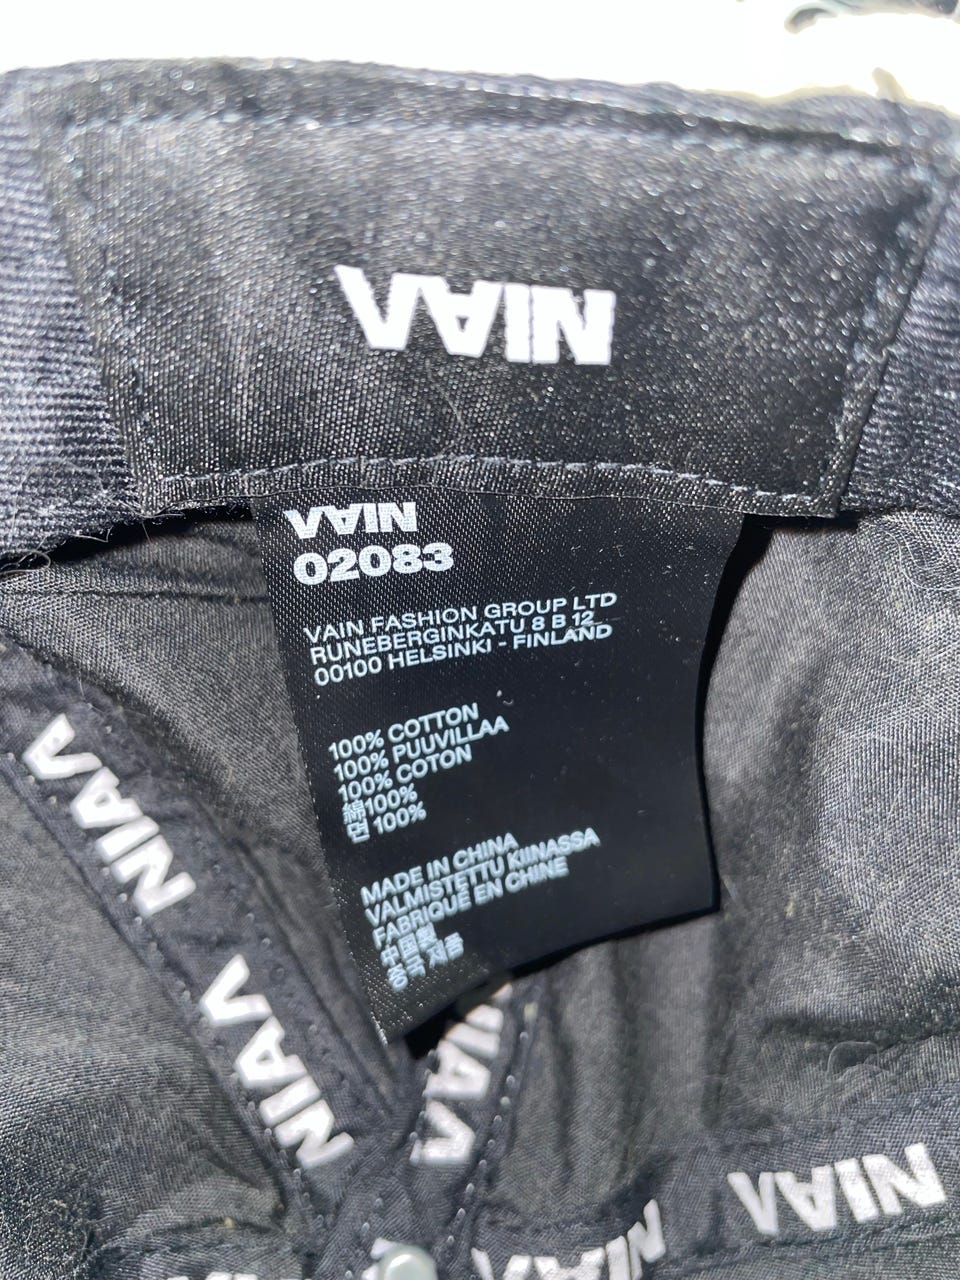 VAIN
VAIN
02083
VAIN FASHION GROUP LTD
RUNEBERGINKATU 8 B 12
00100 HELSINKI - FINLAND
100% COTTON
100% PUUVILLAA
100% COTON
綿100%
면 100%
MADE IN CHINA
VALMISTETTU KIINASSA
FABRIQUÉ EN CHINE
中国製
중국 제품
VAIN
VAIN
VAIN
VAIN
VAIN